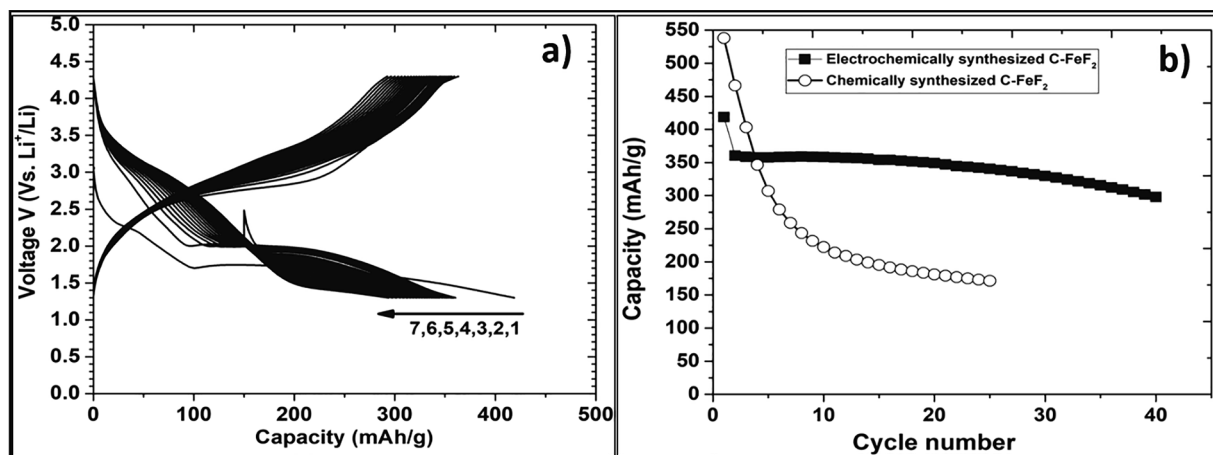 a)
5.0
4.5
4.0
3.5
3.0
2.5
2.0
1.5
1.0
0.5
0.0
Voltage V (Vs. Li⁺/Li)
7,6,5,4,3,2,1
0 100 200 300 400 500
Capacity (mAh/g)
b)
Electrochemically synthesized C-FeF₂
Chemically synthesized C-FeF₂
550
500
450
400
350
300
250
200
150
100
50
0
Capacity (mAh/g)
0 10 20 30 40
Cycle number